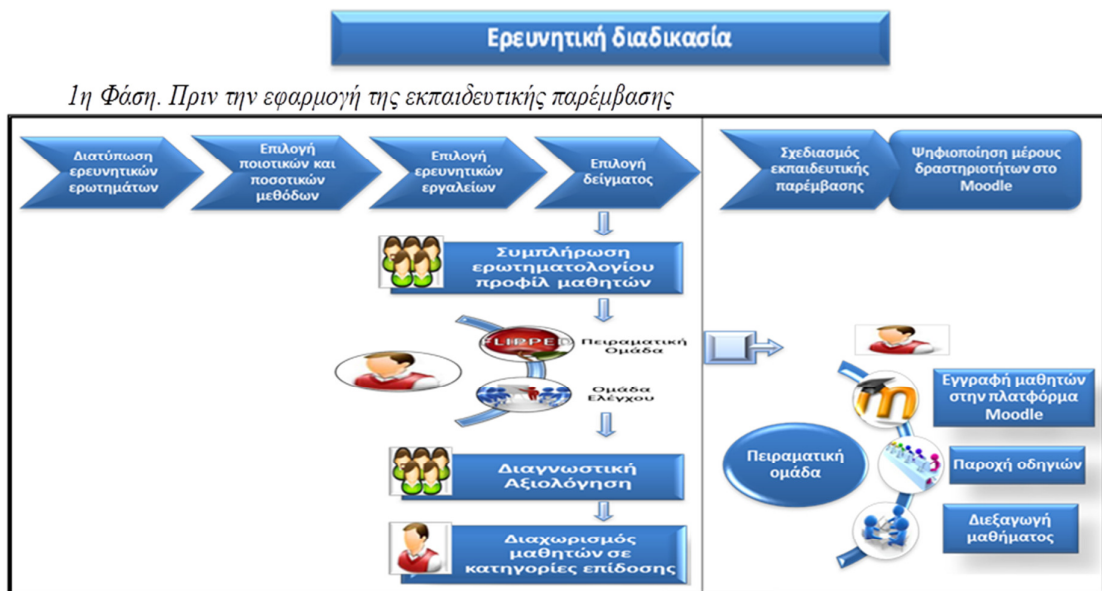 Ερευνητική διαδικασία
1η Φάση. Πριν την εφαρμογή της εκπαιδευτικής παρέμβασης
Διατύπωση
ερευνητικών
ερωτημάτων
Επιλογή
ποιοτικών και
ποσοτικών
μεθόδων
Επιλογή
ερευνητικών
εργαλείων
Επιλογή
δείγματος
Σχεδιασμός
εκπαιδευτικής
παρέμβασης
Ψηφιοποίηση μέρους
δραστηριοτήτων στο
Moodle
Συμπλήρωση
ερωτηματολογίου
προφίλ μαθητών
FLIPPED
Πειραματική
Ομάδα
Ομάδα
Ελέγχου
Διαγνωστική
Αξιολόγηση
Διαχωρισμός
μαθητών σε
κατηγορίες επίδοσης
Πειραματική
ομάδα
m
Εγγραφή μαθητών
στην πλατφόρμα
Moodle
Παροχή οδηγιών
Διεξαγωγή
μαθήματος